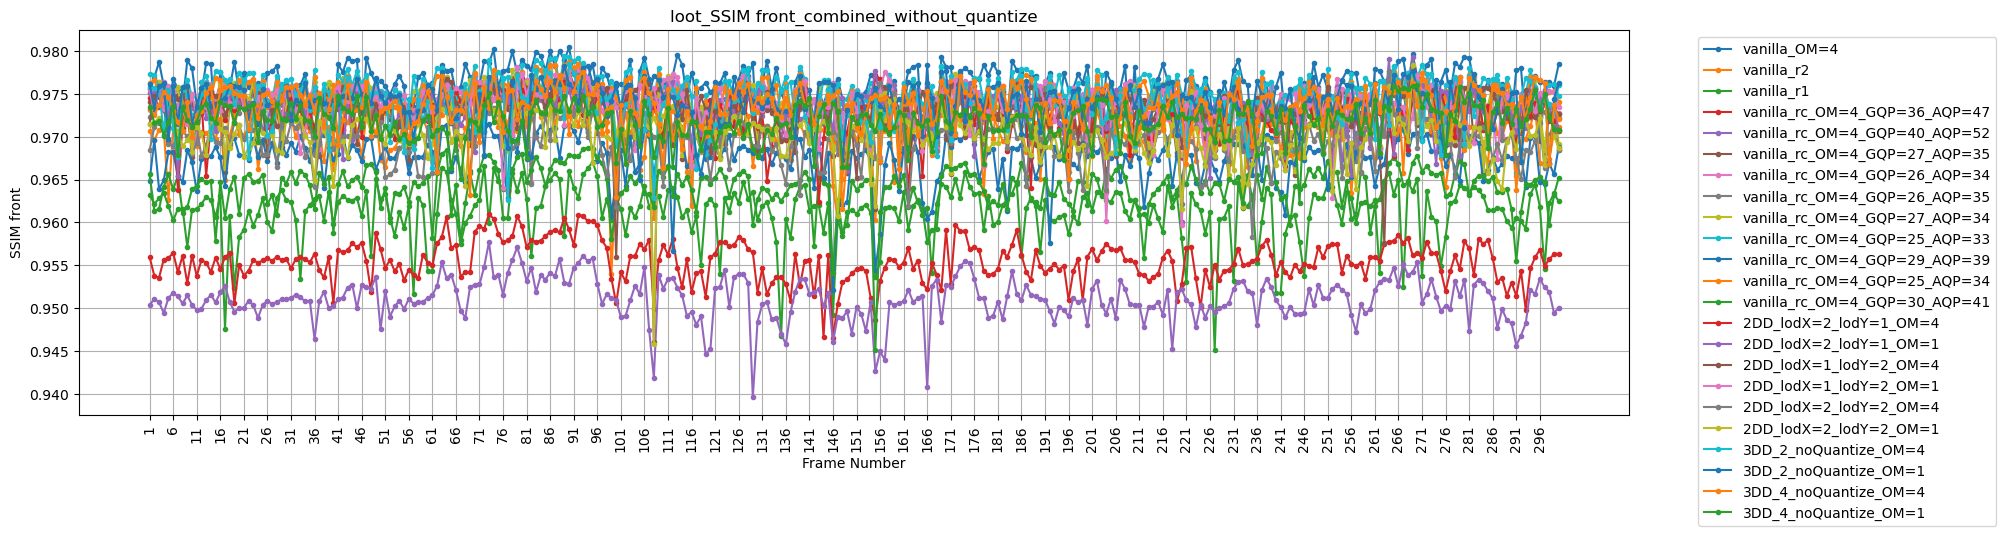 loot_SSIM front_combined_without_quantize
SSIM front
0.980
0.975
0.970
0.965
0.960
0.955
0.950
0.945
0.940
1 6 11 16 21 26 31 36 41 46 51 56 61 66 71 76 81 86 91 96 101 106 111 116 121 126 131 136 141 146 151 156 161 166 171 176 181 186 191 196 201 206 211 216 221 226 231 236 241 246 251 256 261 266 271 276 281 286 291 296
Frame Number
vanilla_OM=4
vanilla_r2
vanilla_r1
vanilla_rc_OM=4_GQP=36_AQP=47
vanilla_rc_OM=4_GQP=40_AQP=52
vanilla_rc_OM=4_GQP=27_AQP=35
vanilla_rc_OM=4_GQP=26_AQP=34
vanilla_rc_OM=4_GQP=26_AQP=35
vanilla_rc_OM=4_GQP=27_AQP=34
vanilla_rc_OM=4_GQP=25_AQP=33
vanilla_rc_OM=4_GQP=29_AQP=39
vanilla_rc_OM=4_GQP=25_AQP=34
vanilla_rc_OM=4_GQP=30_AQP=41
2DD_lodX=2_lodY=1_OM=4
2DD_lodX=2_lodY=1_OM=1
2DD_lodX=1_lodY=2_OM=4
2DD_lodX=1_lodY=2_OM=1
2DD_lodX=2_lodY=2_OM=4
2DD_lodX=2_lodY=2_OM=1
3DD_2_noQuantize_OM=4
3DD_2_noQuantize_OM=1
3DD_4_noQuantize_OM=4
3DD_4_noQuantize_OM=1